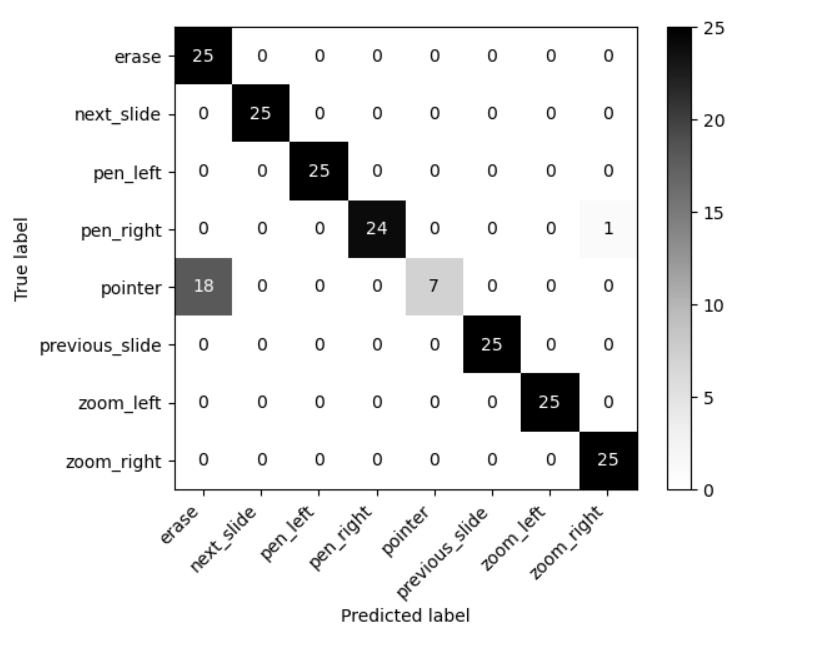 erase 25 0 0 0 0 0 0 0
next_slide 0 25 0 0 0 0 0 0
pen_left 0 0 25 0 0 0 0 0
pen_right 0 0 0 24 0 0 0 1
pointer 18 0 0 0 7 0 0 0
previous_slide 0 0 0 0 0 25 0 0
zoom_left 0 0 0 0 0 0 25 0
zoom_right 0 0 0 0 0 0 0 25
erase next_slide pen_left pen_right pointer previous_slide zoom_left zoom_right
True label
Predicted label
25
20
15
10
5
0